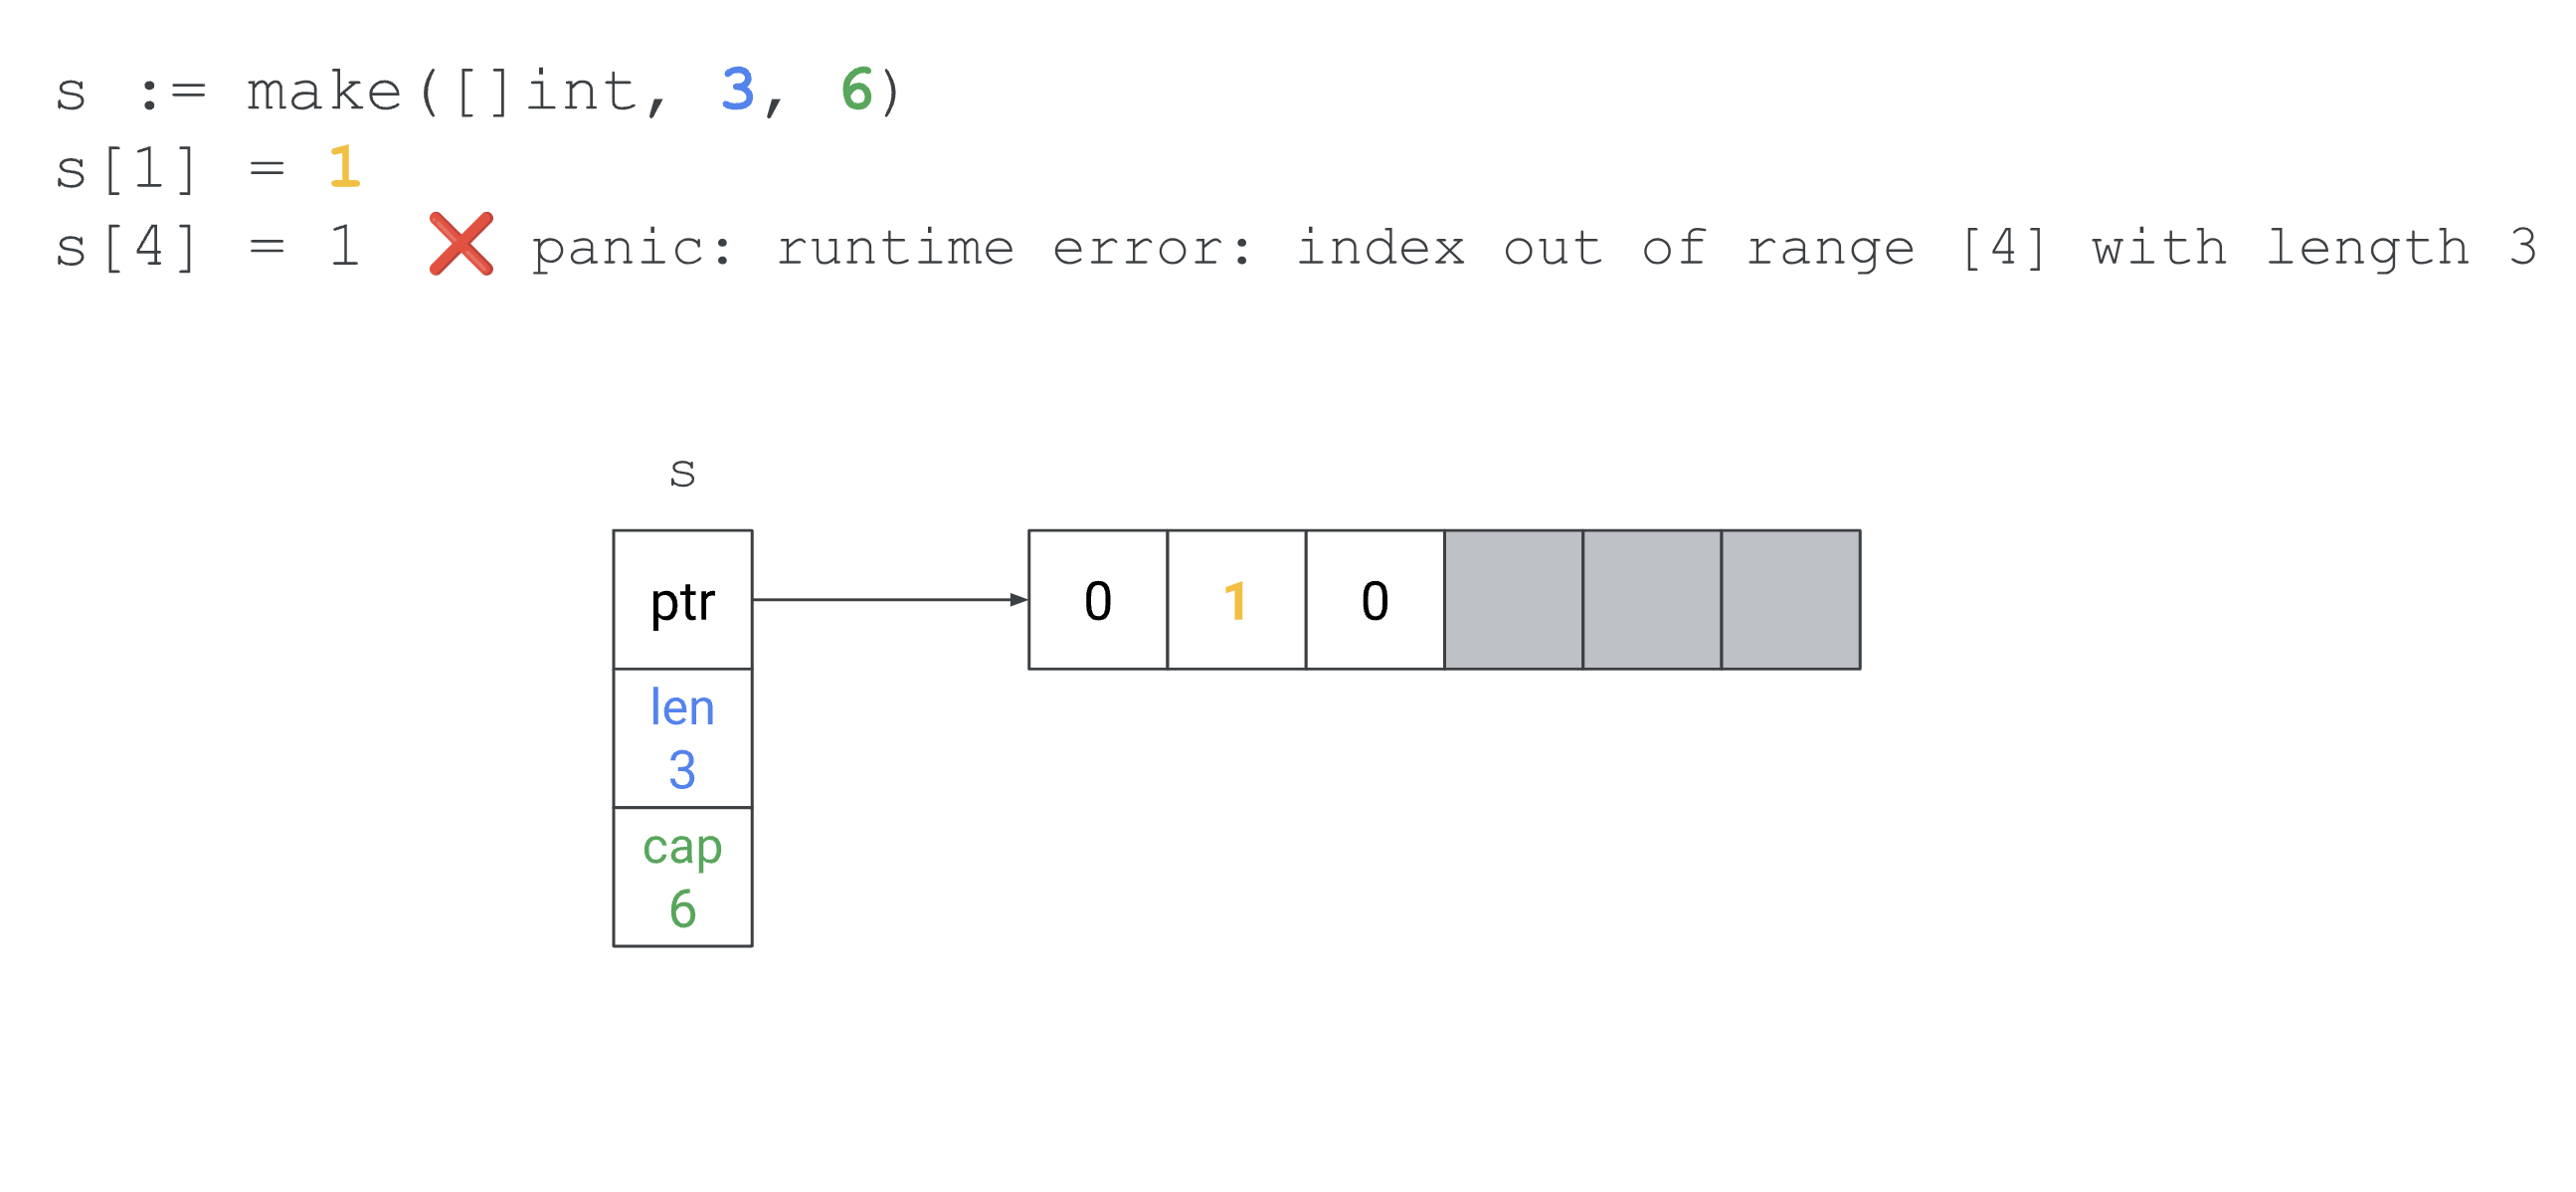 s := make([]int, 3, 6)
s[1] = 1
s[4] = 1 ❌ panic: runtime error: index out of range [4] with length 3
s
ptr
0 1 0
len
3
cap
6